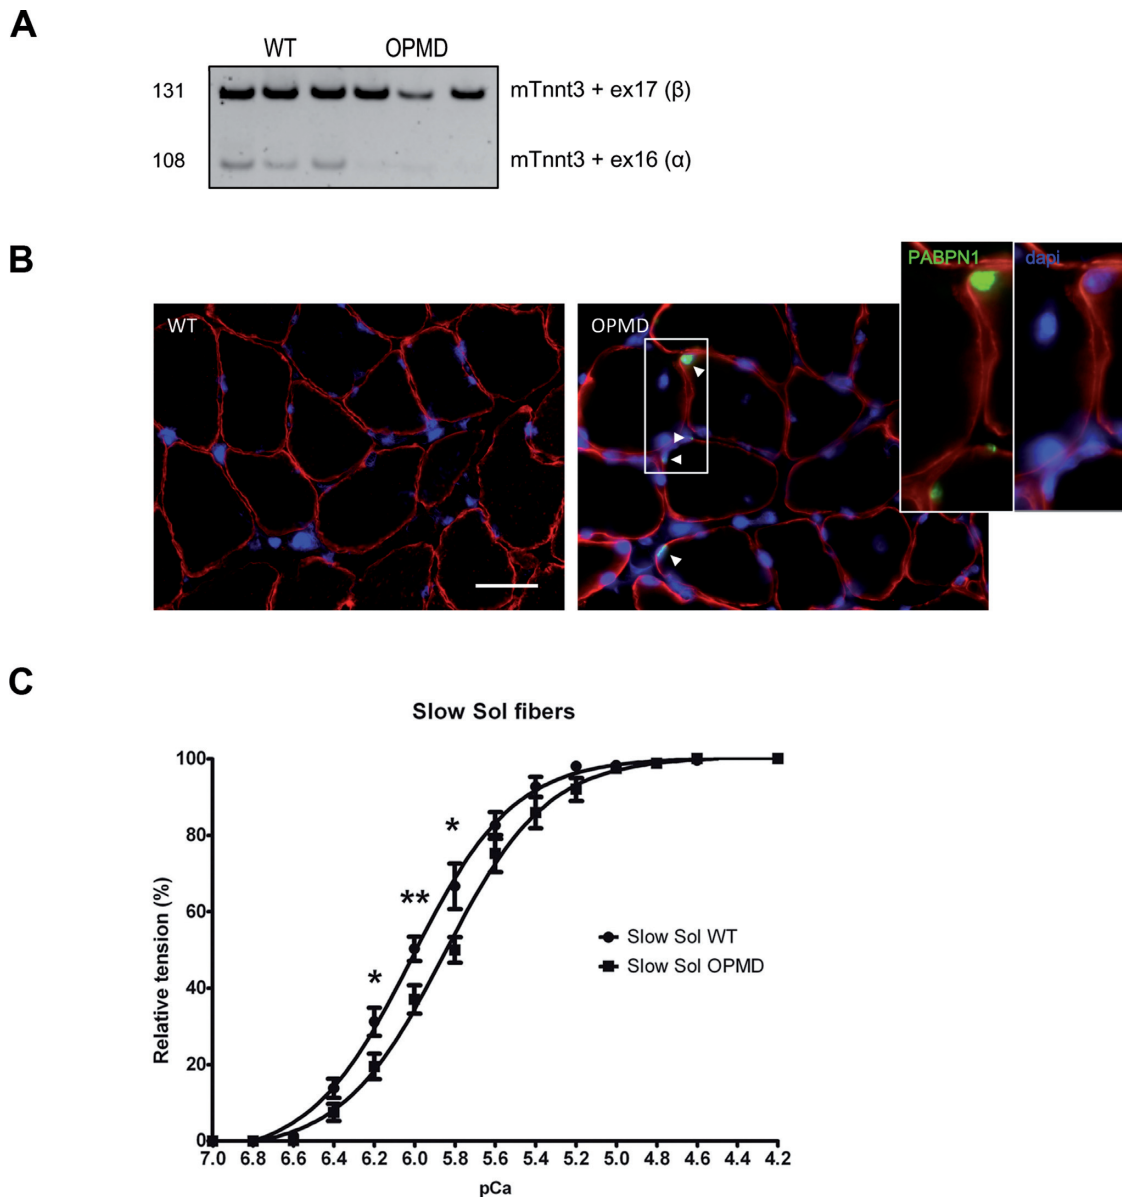 A
WT OPMD
131 mTnnt3 + ex17 (β)
108 mTnnt3 + ex16 (α)
B
WT
OPMD
PABPN1
dapi
C
Slow Sol fibers
Relative tension (%)
100
80
60
40
20
0
*
**
*
Slow Sol WT
Slow Sol OPMD
7.0 6.8 6.6 6.4 6.2 6.0 5.8 5.6 5.4 5.2 5.0 4.8 4.6 4.4 4.2
pCa